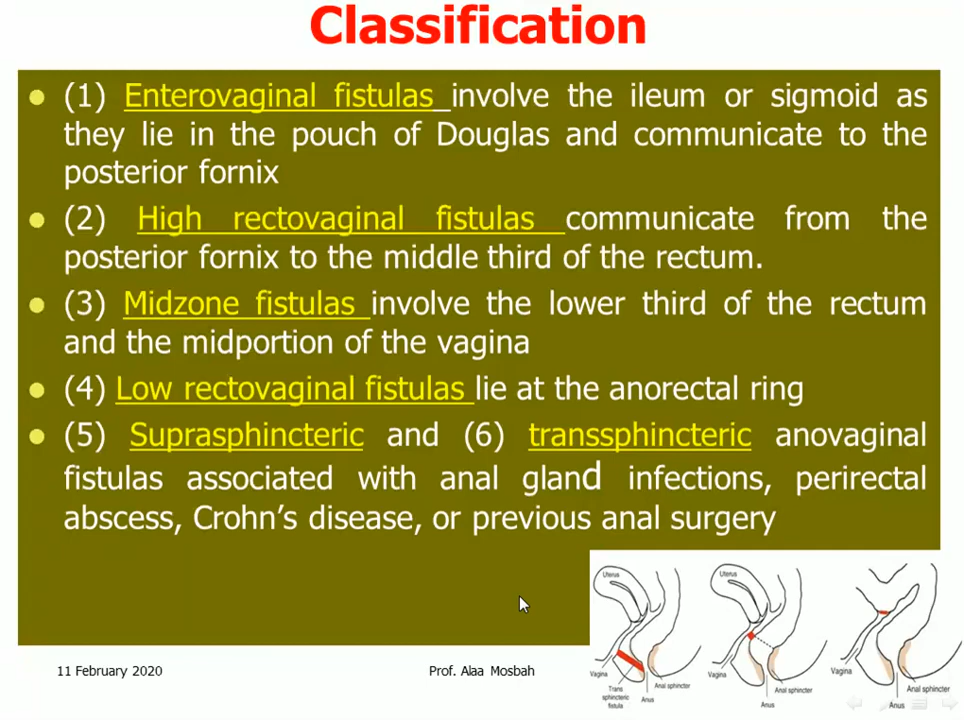 Classification
● (1) Enterovaginal fistulas involve the ileum or sigmoid as
they lie in the pouch of Douglas and communicate to the
posterior fornix
● (2) High rectovaginal fistulas communicate from the
posterior fornix to the middle third of the rectum.
● (3) Midzone fistulas involve the lower third of the rectum
and the midportion of the vagina
● (4) Low rectovaginal fistulas lie at the anorectal ring
● (5) Suprasphincteric and (6) transsphincteric anovaginal
fistulas associated with anal gland infections, perirectal
abscess, Crohn's disease, or previous anal surgery
Uterus
Vagina
Trans
sphincteric
fistula
Anus
Anal sphincter
Uterus
Vagina
Anal sphincter
Anus
Vagina
Anal sphincter
Anus
11 February 2020
Prof. Alaa Mosbah